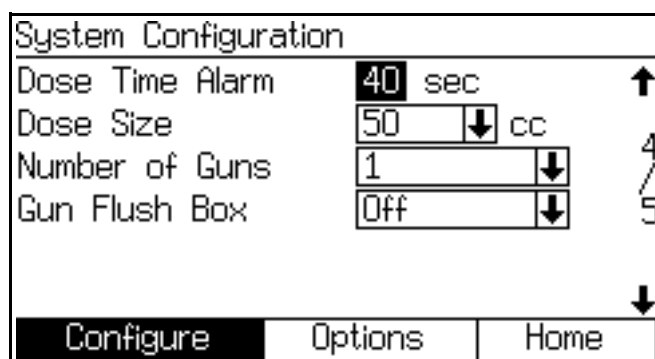 System Configuration
Dose Time Alarm 40 sec
Dose Size 50 cc
Number of Guns 1
Gun Flush Box Off
4/5
Configure Options Home